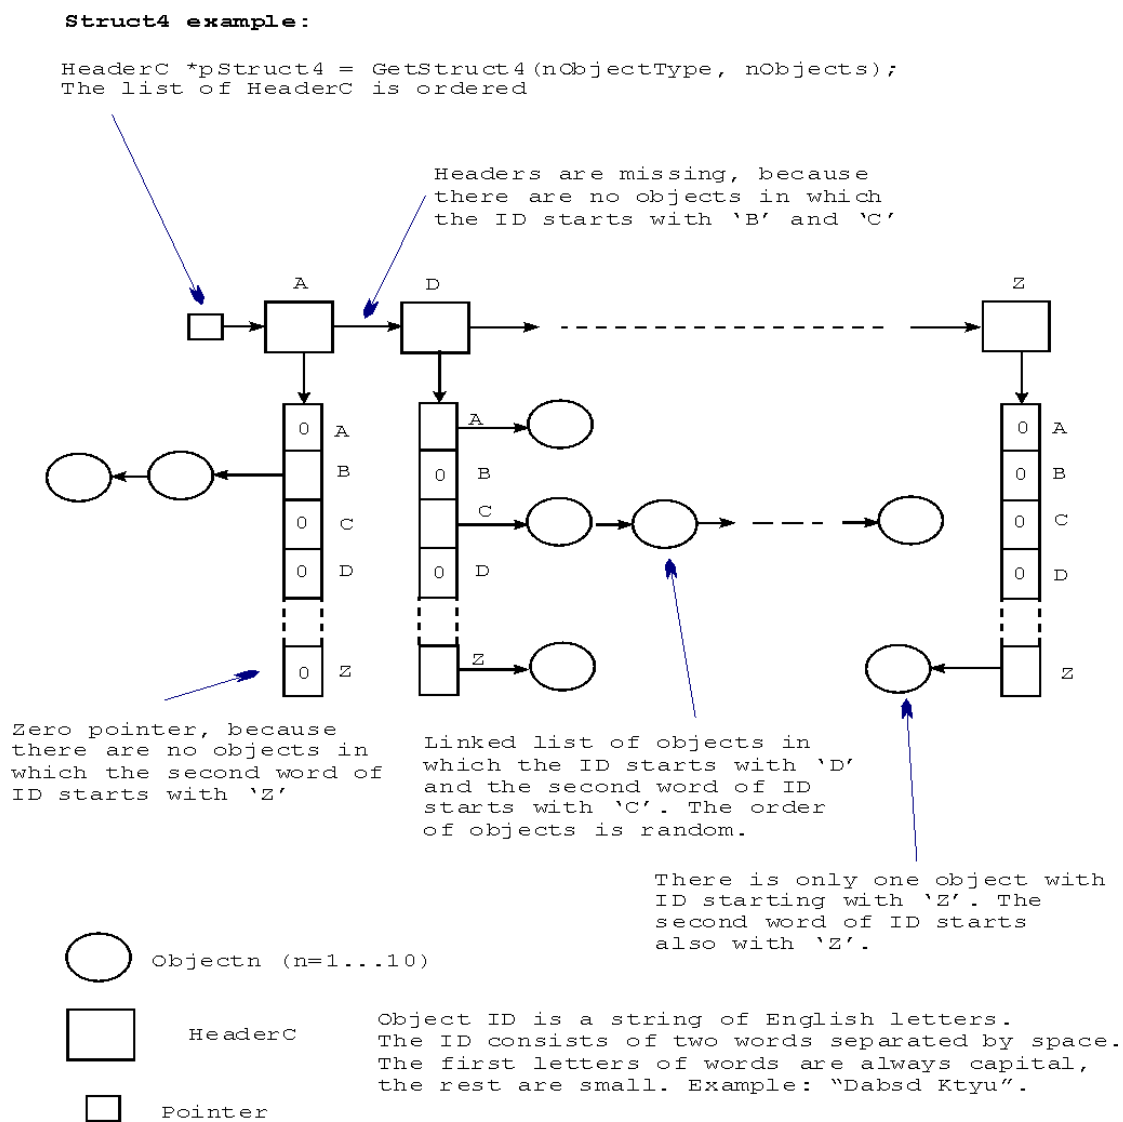 Struct4 example:
HeaderC *pStruct4 = GetStruct4(nObjectType, nObjects);
The list of HeaderC is ordered
Headers are missing, because
there are no objects in which
the ID starts with ‘B’ and ‘C’
A
D
Z
0
A
A
0
A
B
0
B
0
B
0
C
C
0
C
0
D
0
D
0
D
0
Z
Z
Z
Zero pointer, because
there are no objects in
which the second word of
ID starts with ‘Z’
Linked list of objects in
which the ID starts with ‘D’
and the second word of ID
starts with ‘C’. The order
of objects is random.
There is only one object with
ID starting with ‘Z’. The
second word of ID starts
also with ‘Z’.
Objectn (n=1...10)
HeaderC
Pointer
Object ID is a string of English letters.
The ID consists of two words separated by space.
The first letters of words are always capital,
the rest are small. Example: “Dabsd Ktyu”.